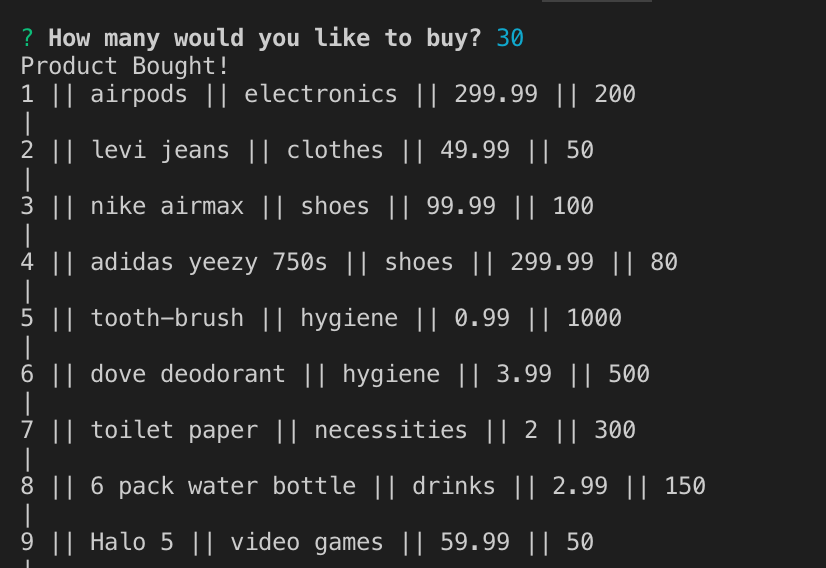 ? How many would you like to buy? 30
Product Bought!
1 || airpods || electronics || 299.99 || 200
|
2 || levi jeans || clothes || 49.99 || 50
|
3 || nike airmax || shoes || 99.99 || 100
|
4 || adidas yeezy 750s || shoes || 299.99 || 80
|
5 || tooth-brush || hygiene || 0.99 || 1000
|
6 || dove deodorant || hygiene || 3.99 || 500
|
7 || toilet paper || necessities || 2 || 300
|
8 || 6 pack water bottle || drinks || 2.99 || 150
|
9 || Halo 5 || video games || 59.99 || 50
|